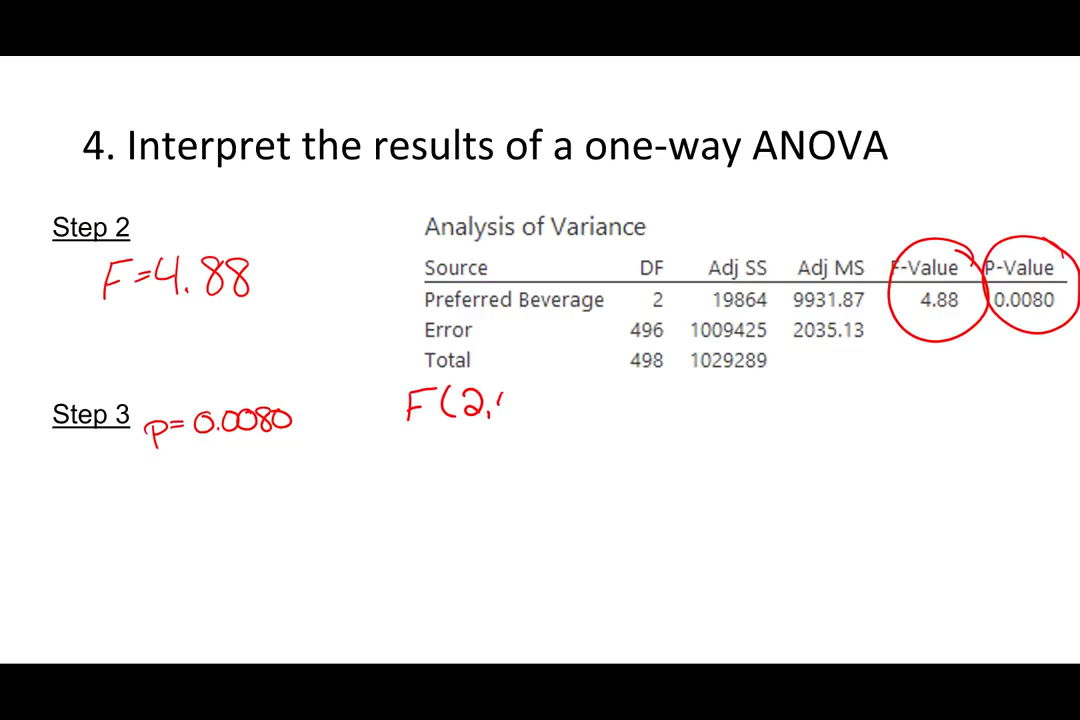 4. Interpret the results of a one-way ANOVA
Step 2
F=4.88
Analysis of Variance
Source DF Adj SS Adj MS F-Value P-Value
Preferred Beverage 2 19864 9931.87 4.88 0.0080
Error 496 1009425 2035.13
Total 498 1029289
F(2,
Step 3 p=0.0080